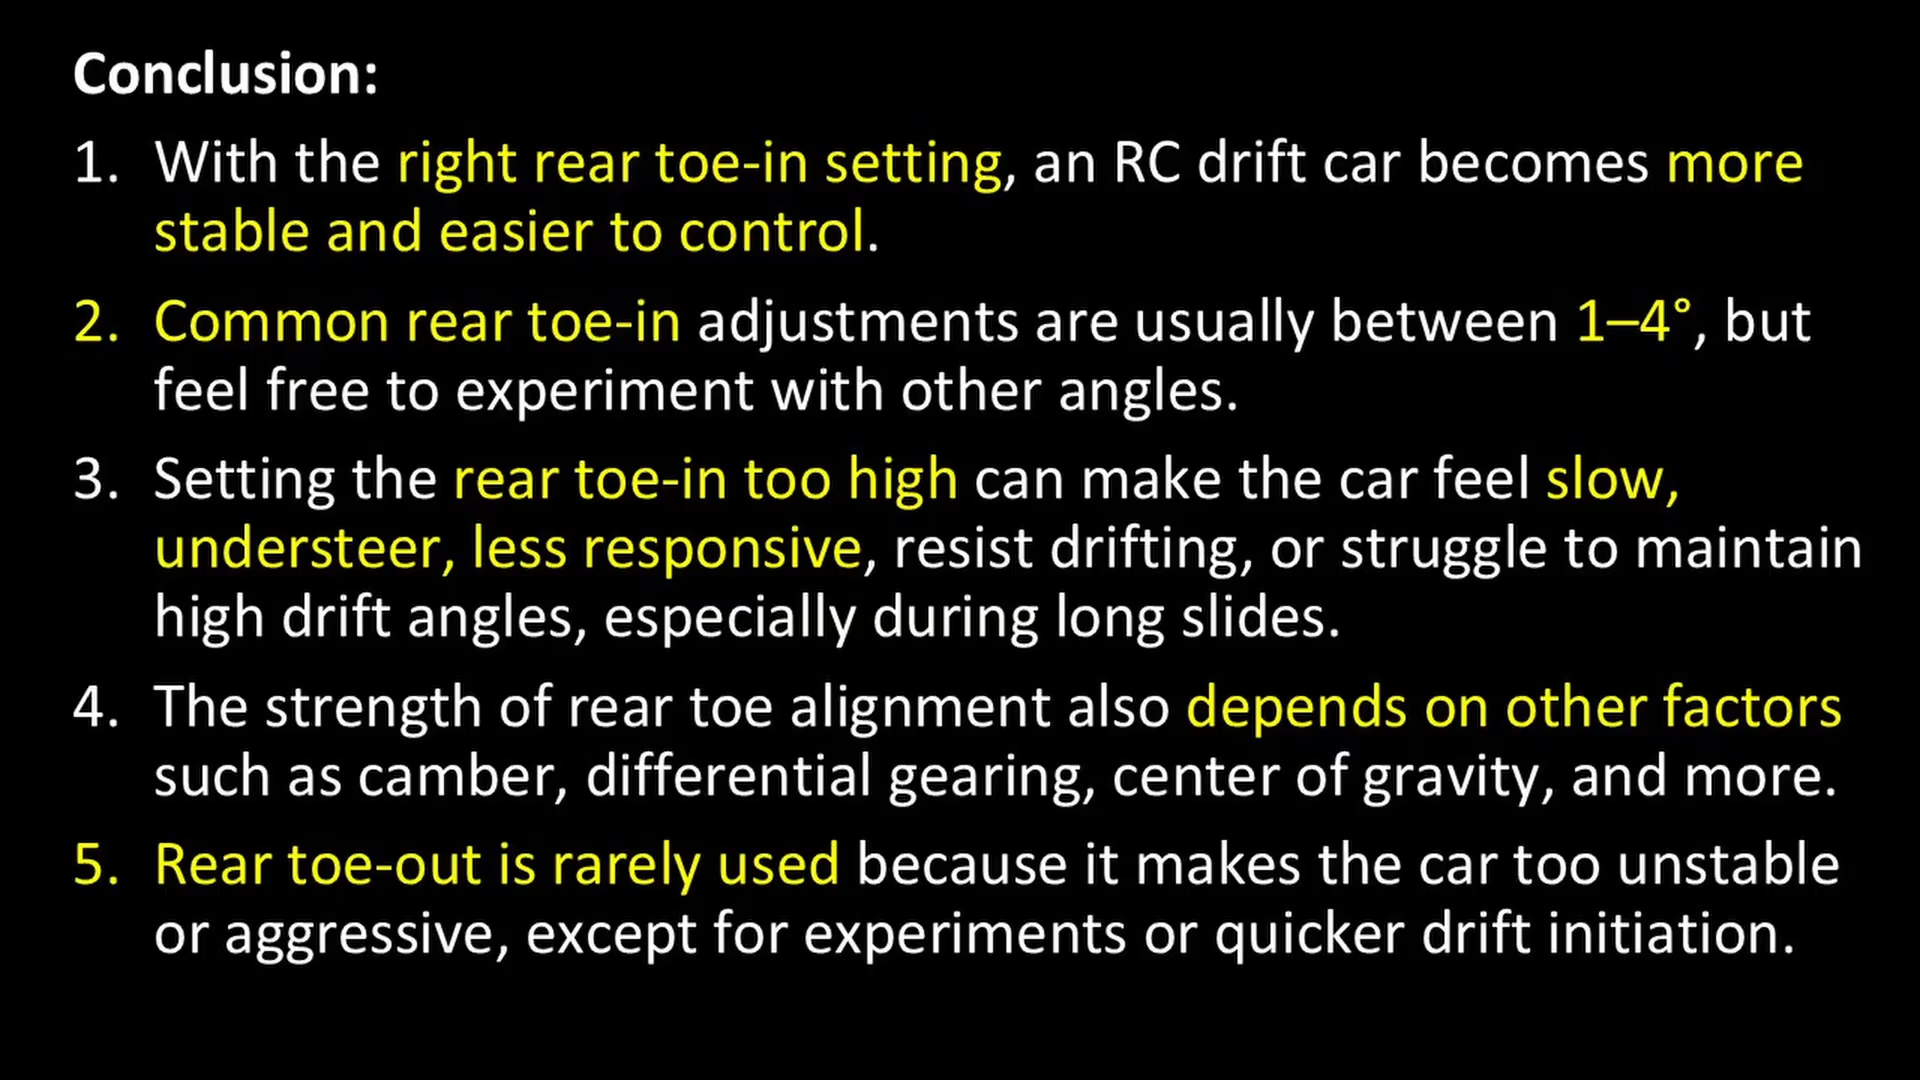 Conclusion:
1. With the right rear toe-in setting, an RC drift car becomes more
stable and easier to control.
2. Common rear toe-in adjustments are usually between 1–4°, but
feel free to experiment with other angles.
3. Setting the rear toe-in too high can make the car feel slow,
understeer, less responsive, resist drifting, or struggle to maintain
high drift angles, especially during long slides.
4. The strength of rear toe alignment also depends on other factors
such as camber, differential gearing, center of gravity, and more.
5. Rear toe-out is rarely used because it makes the car too unstable
or aggressive, except for experiments or quicker drift initiation.